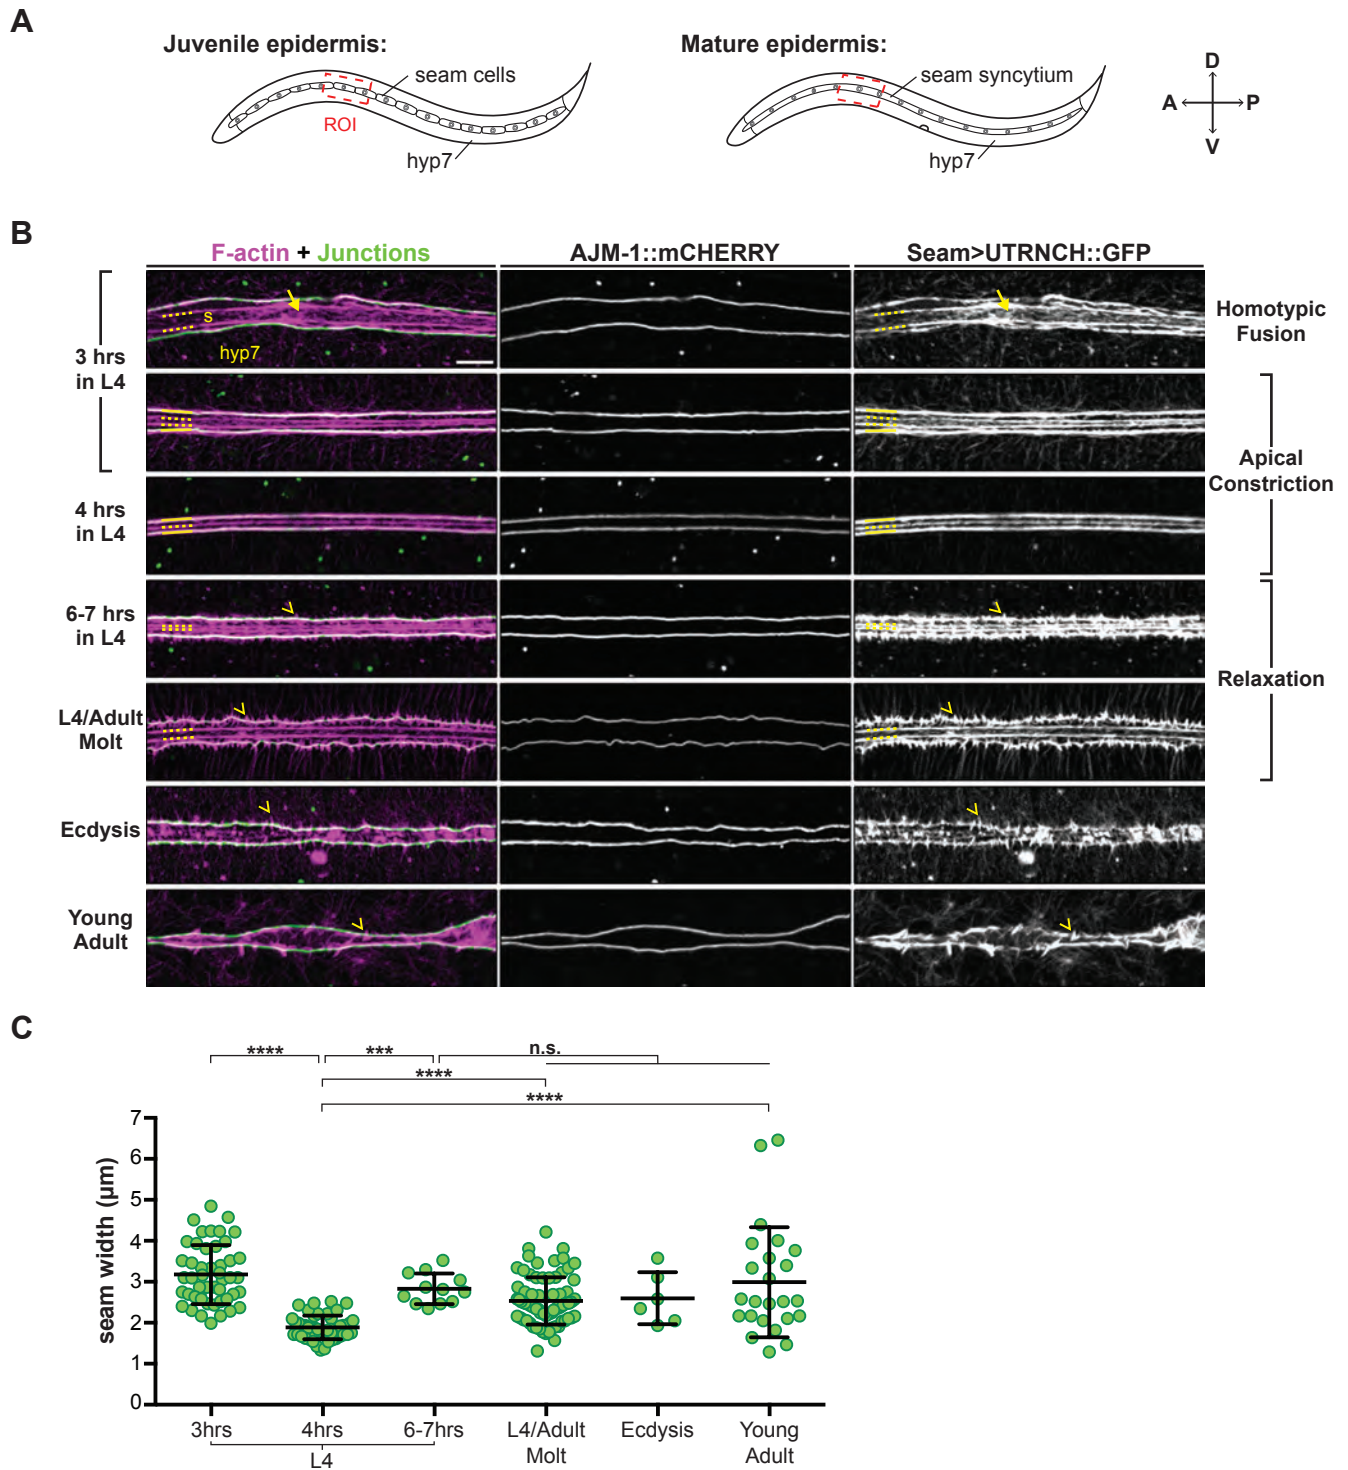 A
Juvenile epidermis:
Mature epidermis:
seam cells
seam syncytium
ROI
hyp7
hyp7
D
A
P
V
B
F-actin + Junctions
AJM-1::mCHERRY
Seam>UTRNCH::GFP
s
hyp7
3 hrs
in L4
Homotypic
Fusion
4 hrs
in L4
Apical
Constriction
6-7 hrs
in L4
L4/Adult
Molt
Relaxation
Ecdysis
Young
Adult
C
****
***
n.s.
****
****
seam width (µm)
7
6
5
4
3
2
1
0
3hrs
4hrs
6-7hrs
L4/Adult
Molt
Ecdysis
Young
Adult
L4